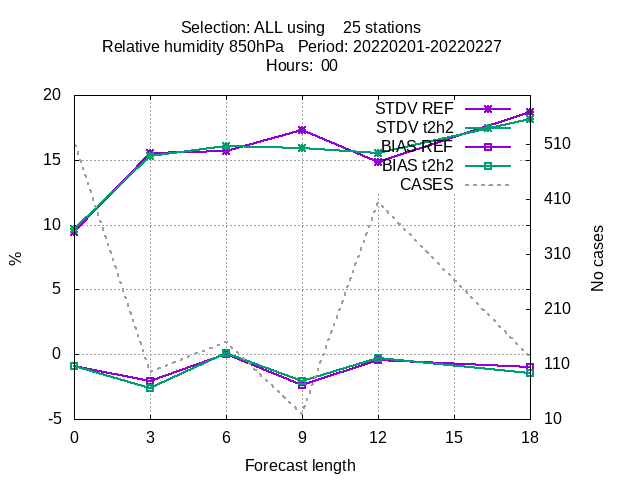 Selection: ALL using    25 stations
Relative humidity 850hPa   Period: 20220201-20220227
Hours:  00
STDV REF
STDV t2h2
BIAS REF
BIAS t2h2
CASES
20
15
10
5
0
-5
%
510
410
310
210
110
10
No cases
0 3 6 9 12 15 18
Forecast length